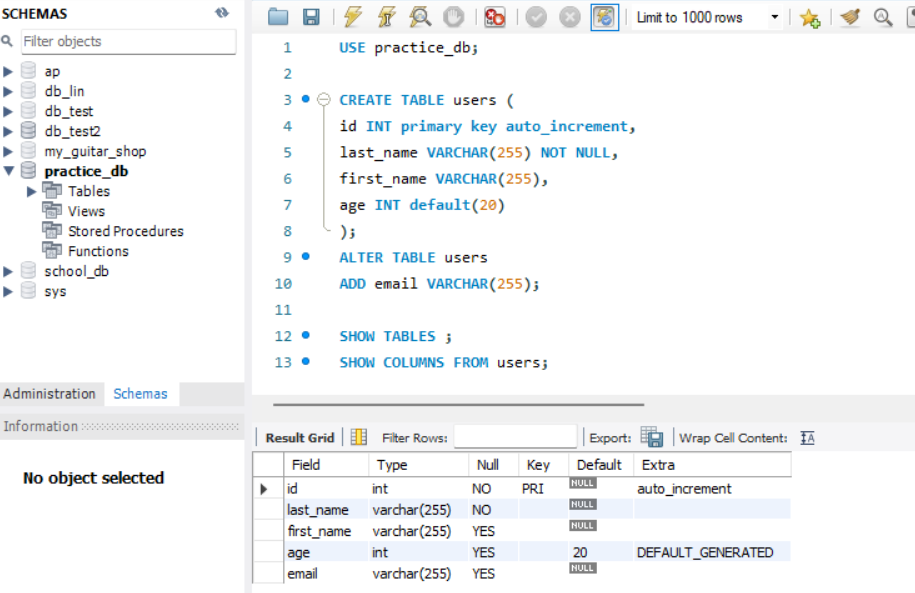 SCHEMAS
Filter objects
ap
db_lin
db_test
db_test2
my_guitar_shop
practice_db
Tables
Views
Stored Procedures
Functions
school_db
sys
Administration Schemas
Information
No object selected
Limit to 1000 rows
1 USE practice_db;
2
3 CREATE TABLE users (
4 id INT primary key auto_increment,
5 last_name VARCHAR(255) NOT NULL,
6 first_name VARCHAR(255),
7 age INT default(20)
8 );
9 ALTER TABLE users
10 ADD email VARCHAR(255);
11
12 SHOW TABLES ;
13 SHOW COLUMNS FROM users;
Result Grid Filter Rows: Export: Wrap Cell Content: IA
Field Type Null Key Default Extra
id int NO PRI NULL auto_increment
last_name varchar(255) NO NULL
first_name varchar(255) YES NULL
age int YES 20 DEFAULT_GENERATED
email varchar(255) YES NULL